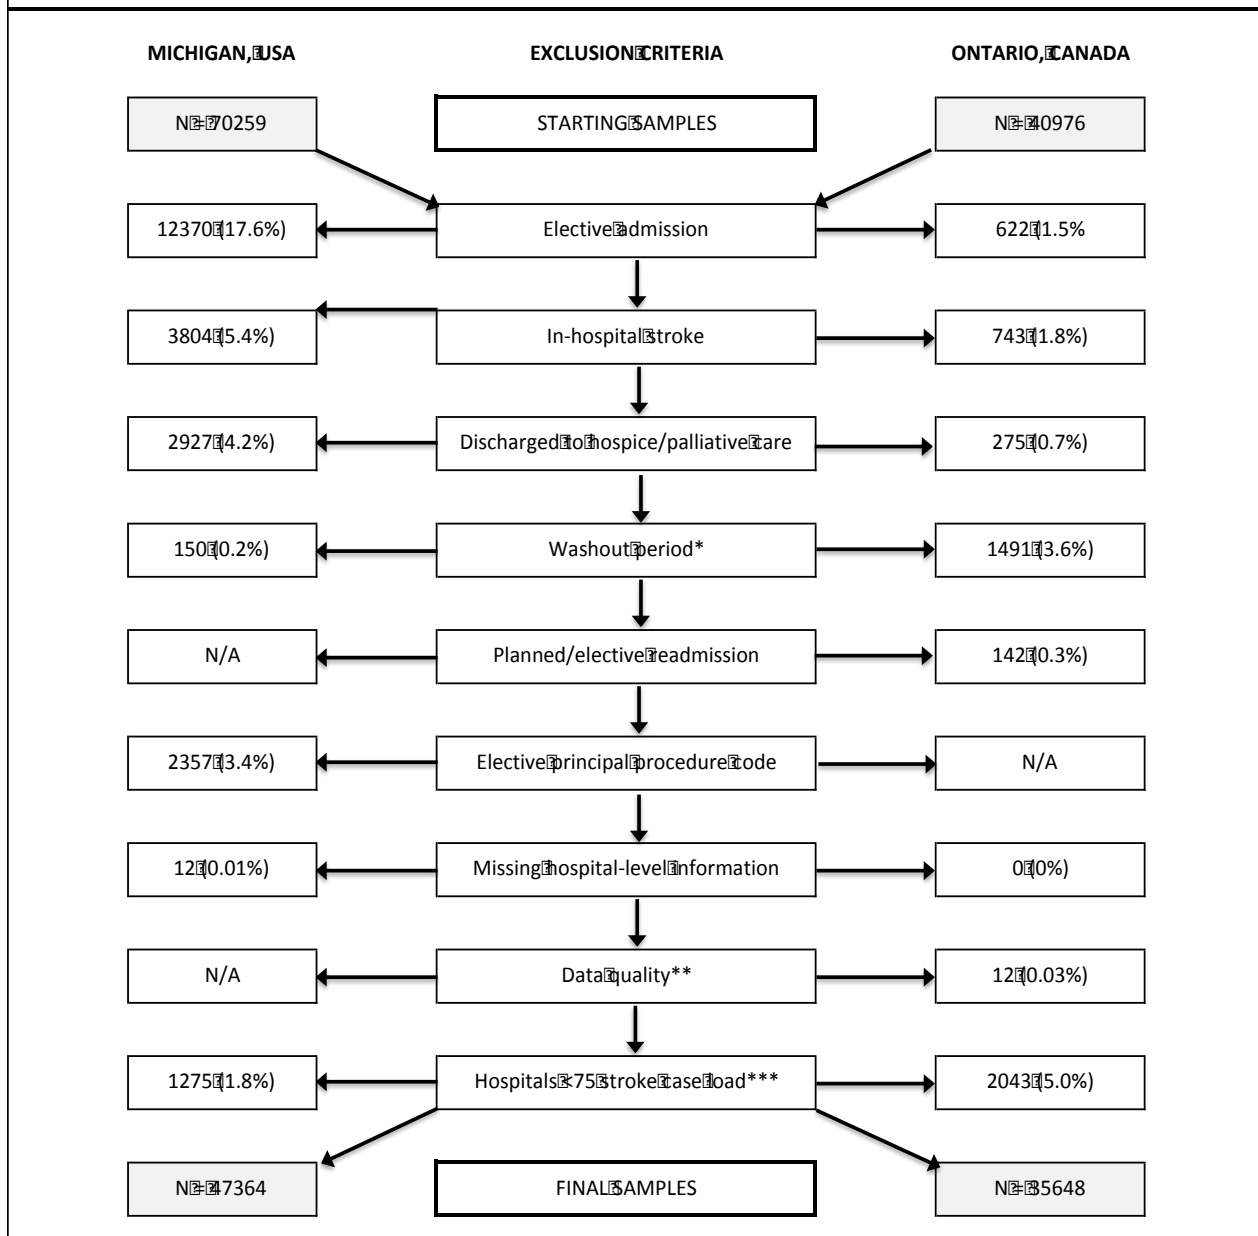 MICHIGAN, USA EXCLUSION CRITERIA ONTARIO, CANADA
N = 70259 STARTING SAMPLES N = 40976
12370 (17.6%) Elective admission 622 (1.5%
3804 (5.4%) In-hospital stroke 743 (1.8%)
2927 (4.2%) Discharged to hospice/palliative care 275 (0.7%)
150 (0.2%) Washout period* 1491 (3.6%)
N/A Planned/elective readmission 142 (0.3%)
2357 (3.4%) Elective principal procedure code N/A
12 (0.01%) Missing hospital-level information 0 (0%)
N/A Data quality** 12 (0.03%)
1275 (1.8%) Hospitals <75 stroke case load*** 2043 (5.0%)
N = 47364 FINAL SAMPLES N = 35648